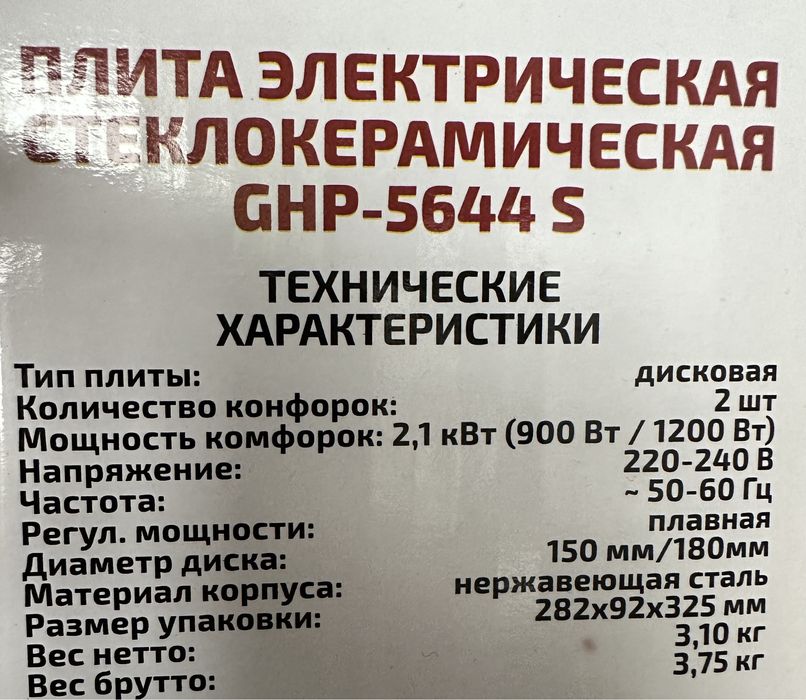 ПЛИТА ЭЛЕКТРИЧЕСКАЯ
СТЕКЛОКЕРАМИЧЕСКАЯ
GHP-5644 S
ТЕХНИЧЕСКИЕ
ХАРАКТЕРИСТИКИ
Тип плиты: дисковая
Количество конфорок: 2 шт
Мощность комфорок: 2,1 кВт (900 Вт / 1200 Вт)
Напряжение: 220-240 В
Частота: ~ 50-60 Гц
Регул. мощности: плавная
Диаметр диска: 150 мм/180мм
Материал корпуса: нержавеющая сталь
Размер упаковки: 282x92x325 мм
Вес нетто: 3,10 кг
Вес брутто: 3,75 кг